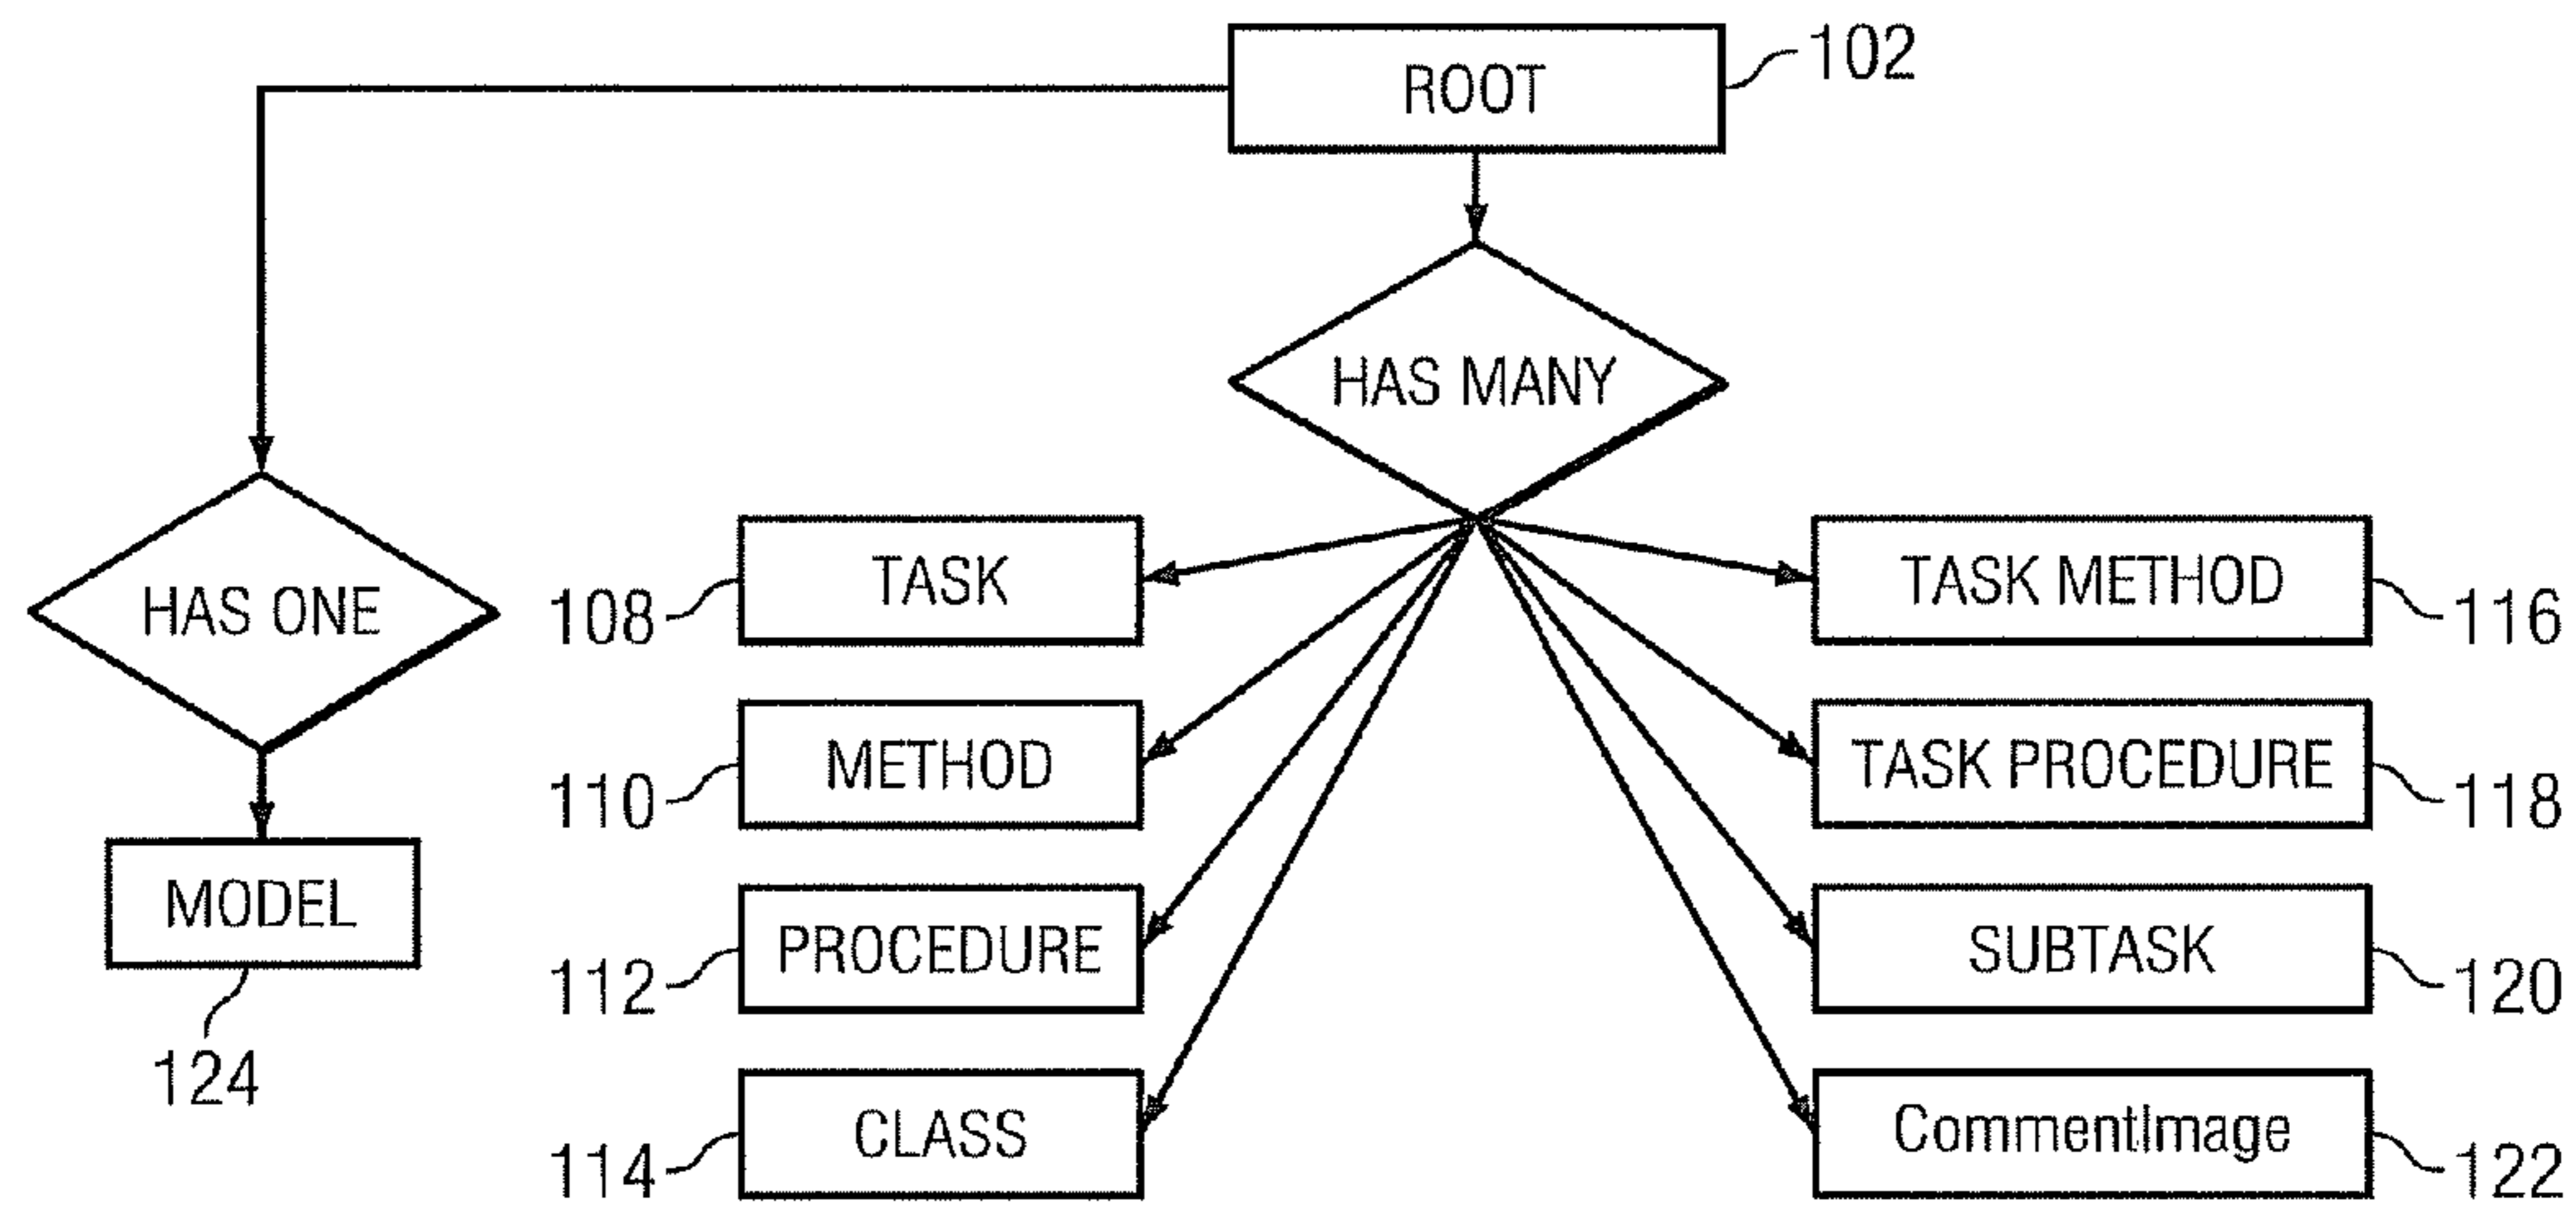 ROOT
102
HAS MANY
HAS ONE
TASK
108
TASK METHOD
116
METHOD
110
TASK PROCEDURE
118
MODEL
124
PROCEDURE
112
SUBTASK
120
CLASS
114
CommentImage
122